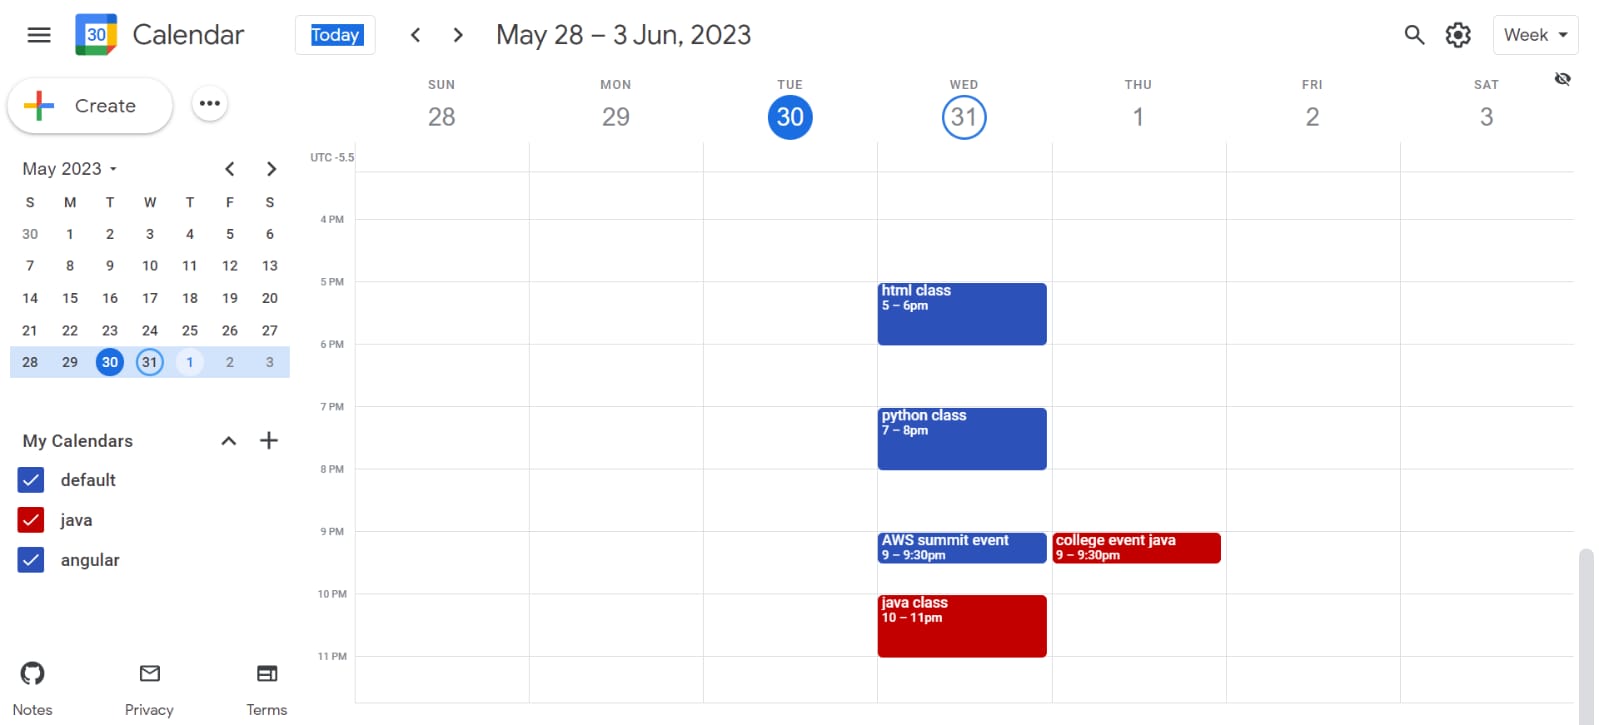 30 Calendar Today May 28 – 3 Jun, 2023 Week
Create
May 2023
S M T W T F S
30 1 2 3 4 5 6
7 8 9 10 11 12 13
14 15 16 17 18 19 20
21 22 23 24 25 26 27
28 29 30 31 1 2 3
My Calendars
default
java
angular
Notes Privacy Terms
SUN MON TUE WED THU FRI SAT
28 29 30 31 1 2 3
UTC -5.5
4 PM
5 PM
html class
5 – 6pm
6 PM
7 PM
python class
7 – 8pm
8 PM
9 PM
AWS summit event
9 – 9:30pm
college event java
9 – 9:30pm
10 PM
java class
10 – 11pm
11 PM